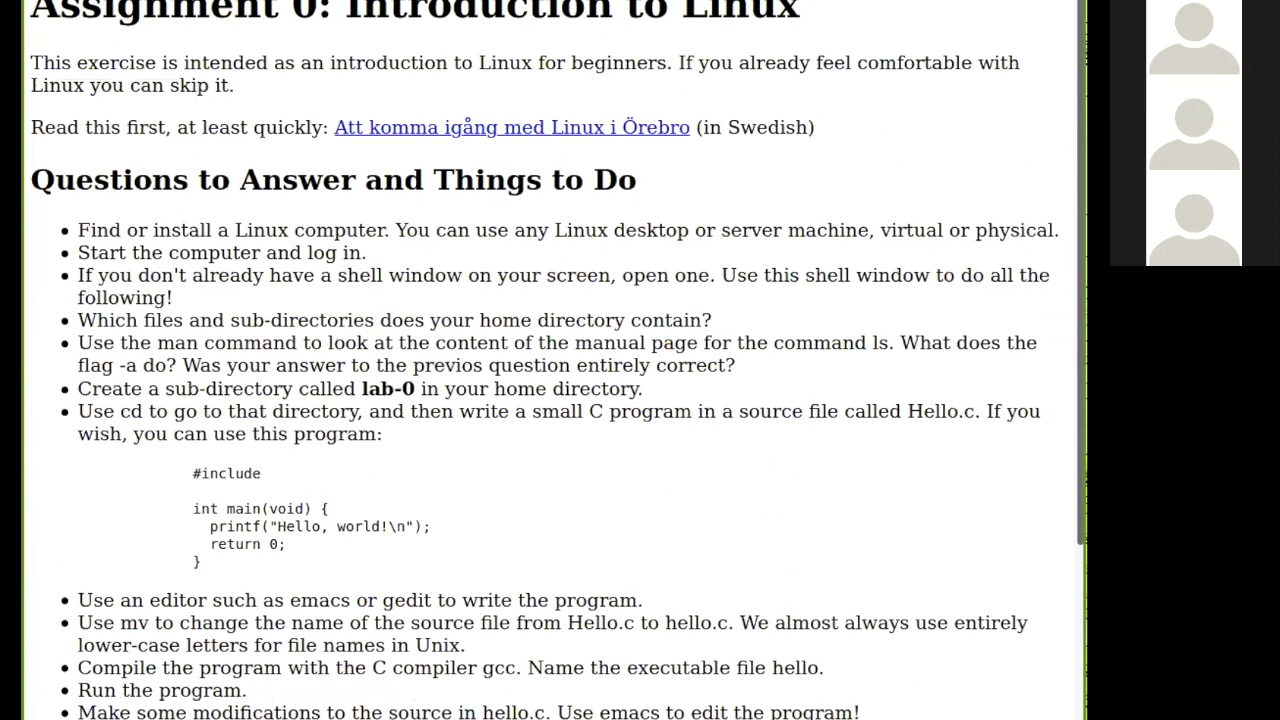 Assignment 0: Introduction to Linux
This exercise is intended as an introduction to Linux for beginners. If you already feel comfortable with
Linux you can skip it.
Read this first, at least quickly: Att komma igång med Linux i Örebro (in Swedish)
Questions to Answer and Things to Do
• Find or install a Linux computer. You can use any Linux desktop or server machine, virtual or physical.
• Start the computer and log in.
• If you don't already have a shell window on your screen, open one. Use this shell window to do all the
following!
• Which files and sub-directories does your home directory contain?
• Use the man command to look at the content of the manual page for the command ls. What does the
flag -a do? Was your answer to the previos question entirely correct?
• Create a sub-directory called lab-0 in your home directory.
• Use cd to go to that directory, and then write a small C program in a source file called Hello.c. If you
wish, you can use this program:
#include
int main(void) {
printf("Hello, world!\n");
return 0;
}
• Use an editor such as emacs or gedit to write the program.
• Use mv to change the name of the source file from Hello.c to hello.c. We almost always use entirely
lower-case letters for file names in Unix.
• Compile the program with the C compiler gcc. Name the executable file hello.
• Run the program.
• Make some modifications to the source in hello.c. Use emacs to edit the program!